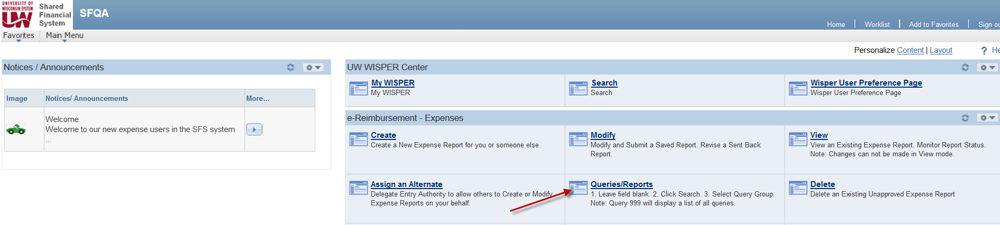 UNIVERSITY OF
WISCONSIN SYSTEM
UW
Shared
Financial
System
SFQA
Home
Worklist
Add to Favorites
Sign
Favorites
Main Menu
Personalize Content | Layout
?
Notices / Announcements
Image
Notices/ Announcements
More...
Welcome
Welcome to our new expense users in the SFS system
...
UW WISPER Center
My WISPER
My WISPER
Search
Search
Wisper User Preference Page
Wisper User Preference Page
e-Reimbursement - Expenses
Create
Create a New Expense Report for you or someone else
Modify
Modify and Submit a Saved Report. Revise a Sent Back
Report.
View
View an Existing Expense Report. Monitor Report Status.
Note: Changes can not be made in View mode.
Assign an Alternate
Delegate Entry Authority to allow others to Create or Modify
Expense Reports on your behalf.
Queries/Reports
1. Leave field blank. 2. Click Search. 3. Select Query Group.
Note: Query 999 will display a list of all queries.
Delete
Delete an Existing Unapproved Expense Report